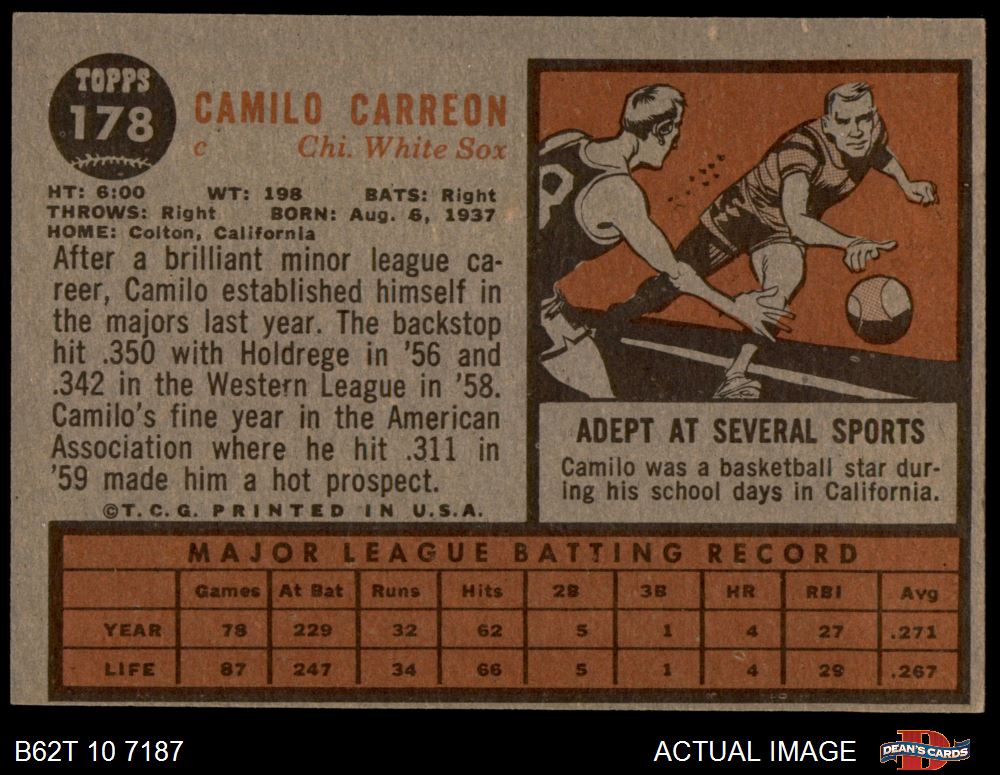 TOPPS
178
CAMILO CARREON
c Chi. White Sox
HT: 6:00 WT: 198 BATS: Right
THROWS: Right BORN: Aug. 6, 1937
HOME: Colton, California
After a brilliant minor league ca-
reer, Camilo established himself in
the majors last year. The backstop
hit .350 with Holdrege in '56 and
.342 in the Western League in '58.
Camilo's fine year in the American
Association where he hit .311 in
'59 made him a hot prospect.
©T.C.G. PRINTED IN U.S.A.
ADEPT AT SEVERAL SPORTS
Camilo was a basketball star dur-
ing his school days in California.
MAJOR LEAGUE BATTING RECORD
Games At Bat Runs Hits 2B 3B HR RBI Avg
YEAR 78 229 32 62 5 1 4 27 .271
LIFE 87 247 34 66 5 1 4 29 .267
B62T 10 7187
ACTUAL IMAGE
D
DEAN'S CARDS